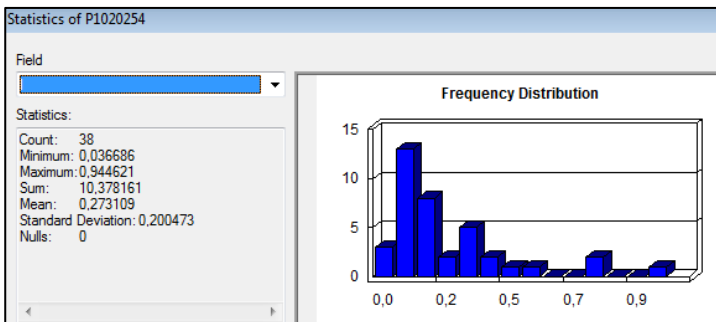 Statistics of P1020254
Field
Statistics:
Count: 38
Minimum: 0,036686
Maximum: 0,944621
Sum: 10,378161
Mean: 0,273109
Standard Deviation: 0,200473
Nulls: 0
Frequency Distribution
15
10
5
0
0,0 0,2 0,5 0,7 0,9